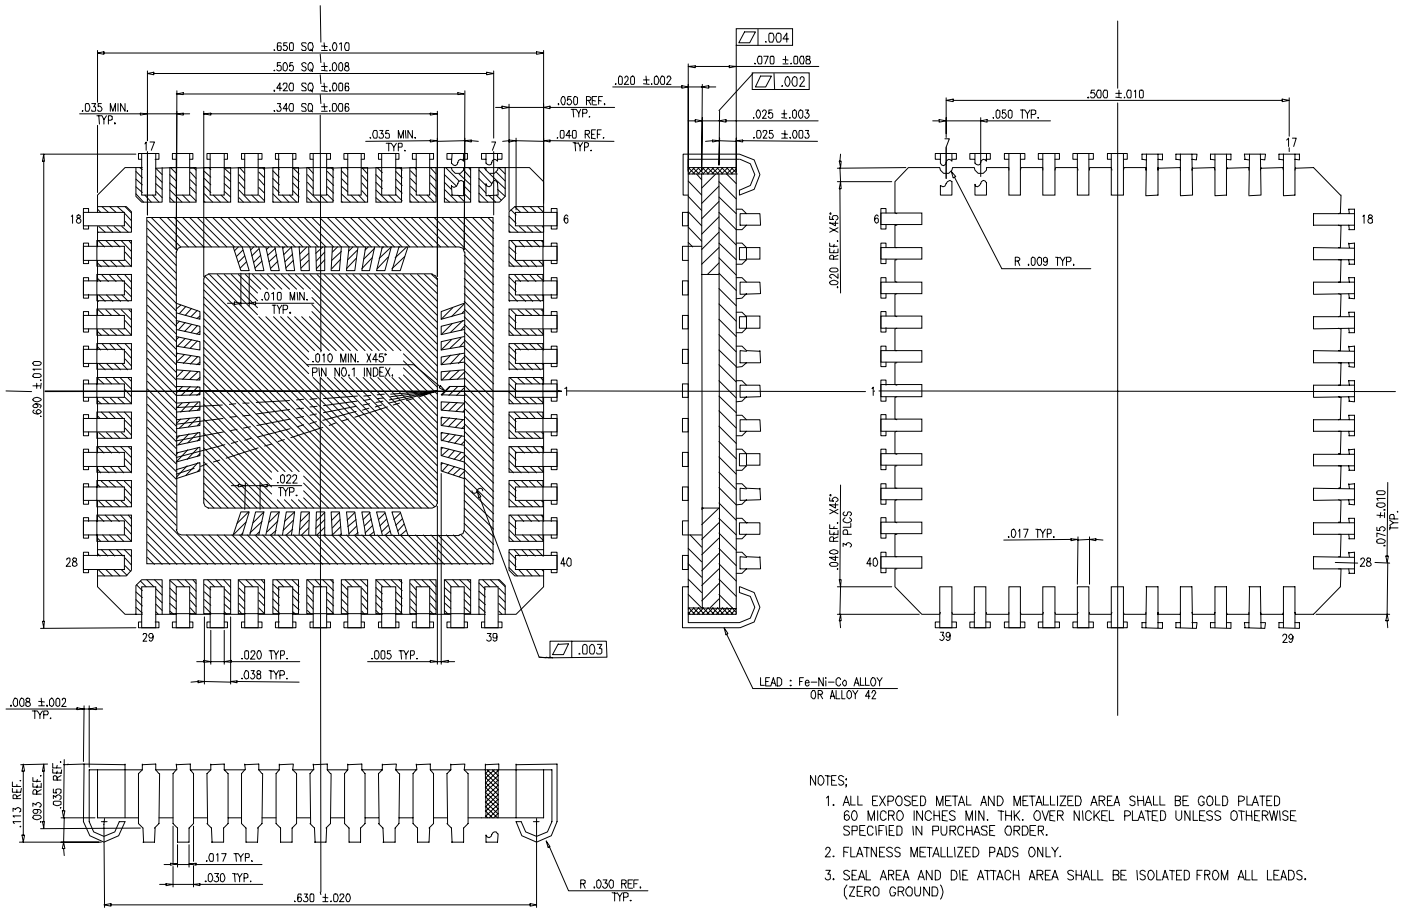 .650 SQ ±.010
.505 SQ ±.008
.420 SQ ±.006
.340 SQ ±.006
.035 MIN.
TYP.
.035 MIN.
TYP.
.050 REF.
TYP.
.040 REF.
TYP.
17
7
18
6
.690 ±.010
.010 MIN.
TYP.
.010 MIN. X45°
PIN NO.1 INDEX.
1
.022
TYP.
28
40
29
39
.020 TYP.
.038 TYP.
.005 TYP.
.003
.004
.070 ±.008
.020 ±.002
.002
.025 ±.003
.025 ±.003
LEAD : Fe-Ni-Co ALLOY
OR ALLOY 42
.500 ±.010
.050 TYP.
7
17
6
18
.020 REF. X45°
R .009 TYP.
1
.040 REF. X45°
3 PLCS
.017 TYP.
.075 ±.010
TYP.
40
28
39
29
.008 ±.002
TYP.
.113 REF.
.093 REF.
.035 REF.
.017 TYP.
.030 TYP.
.630 ±.020
R .030 REF.
TYP.
NOTES;
1. ALL EXPOSED METAL AND METALLIZED AREA SHALL BE GOLD PLATED
60 MICRO INCHES MIN. THK. OVER NICKEL PLATED UNLESS OTHERWISE
SPECIFIED IN PURCHASE ORDER.
2. FLATNESS METALLIZED PADS ONLY.
3. SEAL AREA AND DIE ATTACH AREA SHALL BE ISOLATED FROM ALL LEADS.
(ZERO GROUND)